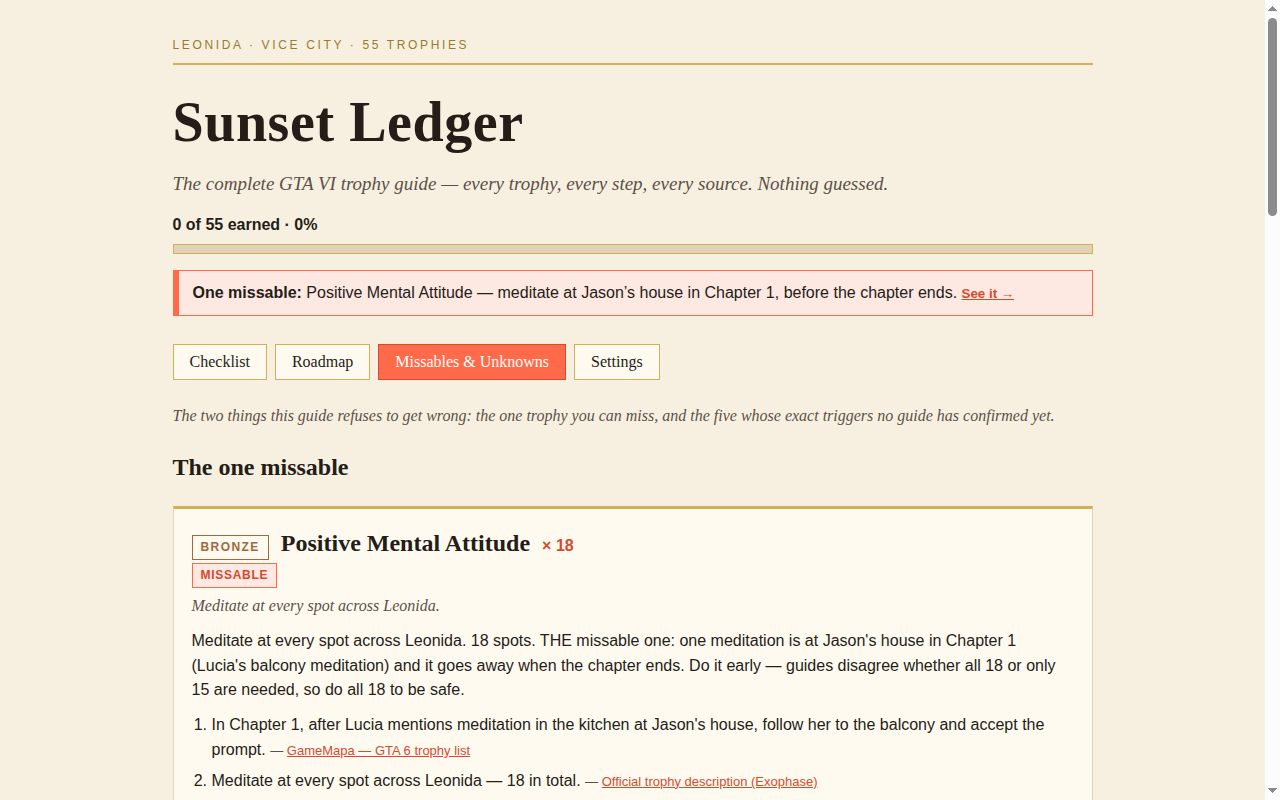 LEONIDA · VICE CITY · 55 TROPHIES
Sunset Ledger
The complete GTA VI trophy guide — every trophy, every step, every source. Nothing guessed.
0 of 55 earned · 0%
One missable: Positive Mental Attitude — meditate at Jason’s house in Chapter 1, before the chapter ends. See it →
Checklist
Roadmap
Missables & Unknowns
Settings
The two things this guide refuses to get wrong: the one trophy you can miss, and the five whose exact triggers no guide has confirmed yet.
The one missable
BRONZE Positive Mental Attitude × 18
MISSABLE
Meditate at every spot across Leonida.
Meditate at every spot across Leonida. 18 spots. THE missable one: one meditation is at Jason's house in Chapter 1
(Lucia's balcony meditation) and it goes away when the chapter ends. Do it early — guides disagree whether all 18 or only
15 are needed, so do all 18 to be safe.
1. In Chapter 1, after Lucia mentions meditation in the kitchen at Jason's house, follow her to the balcony and accept the
prompt. — GameMapa — GTA 6 trophy list
2. Meditate at every spot across Leonida — 18 in total. — Official trophy description (Exophase)